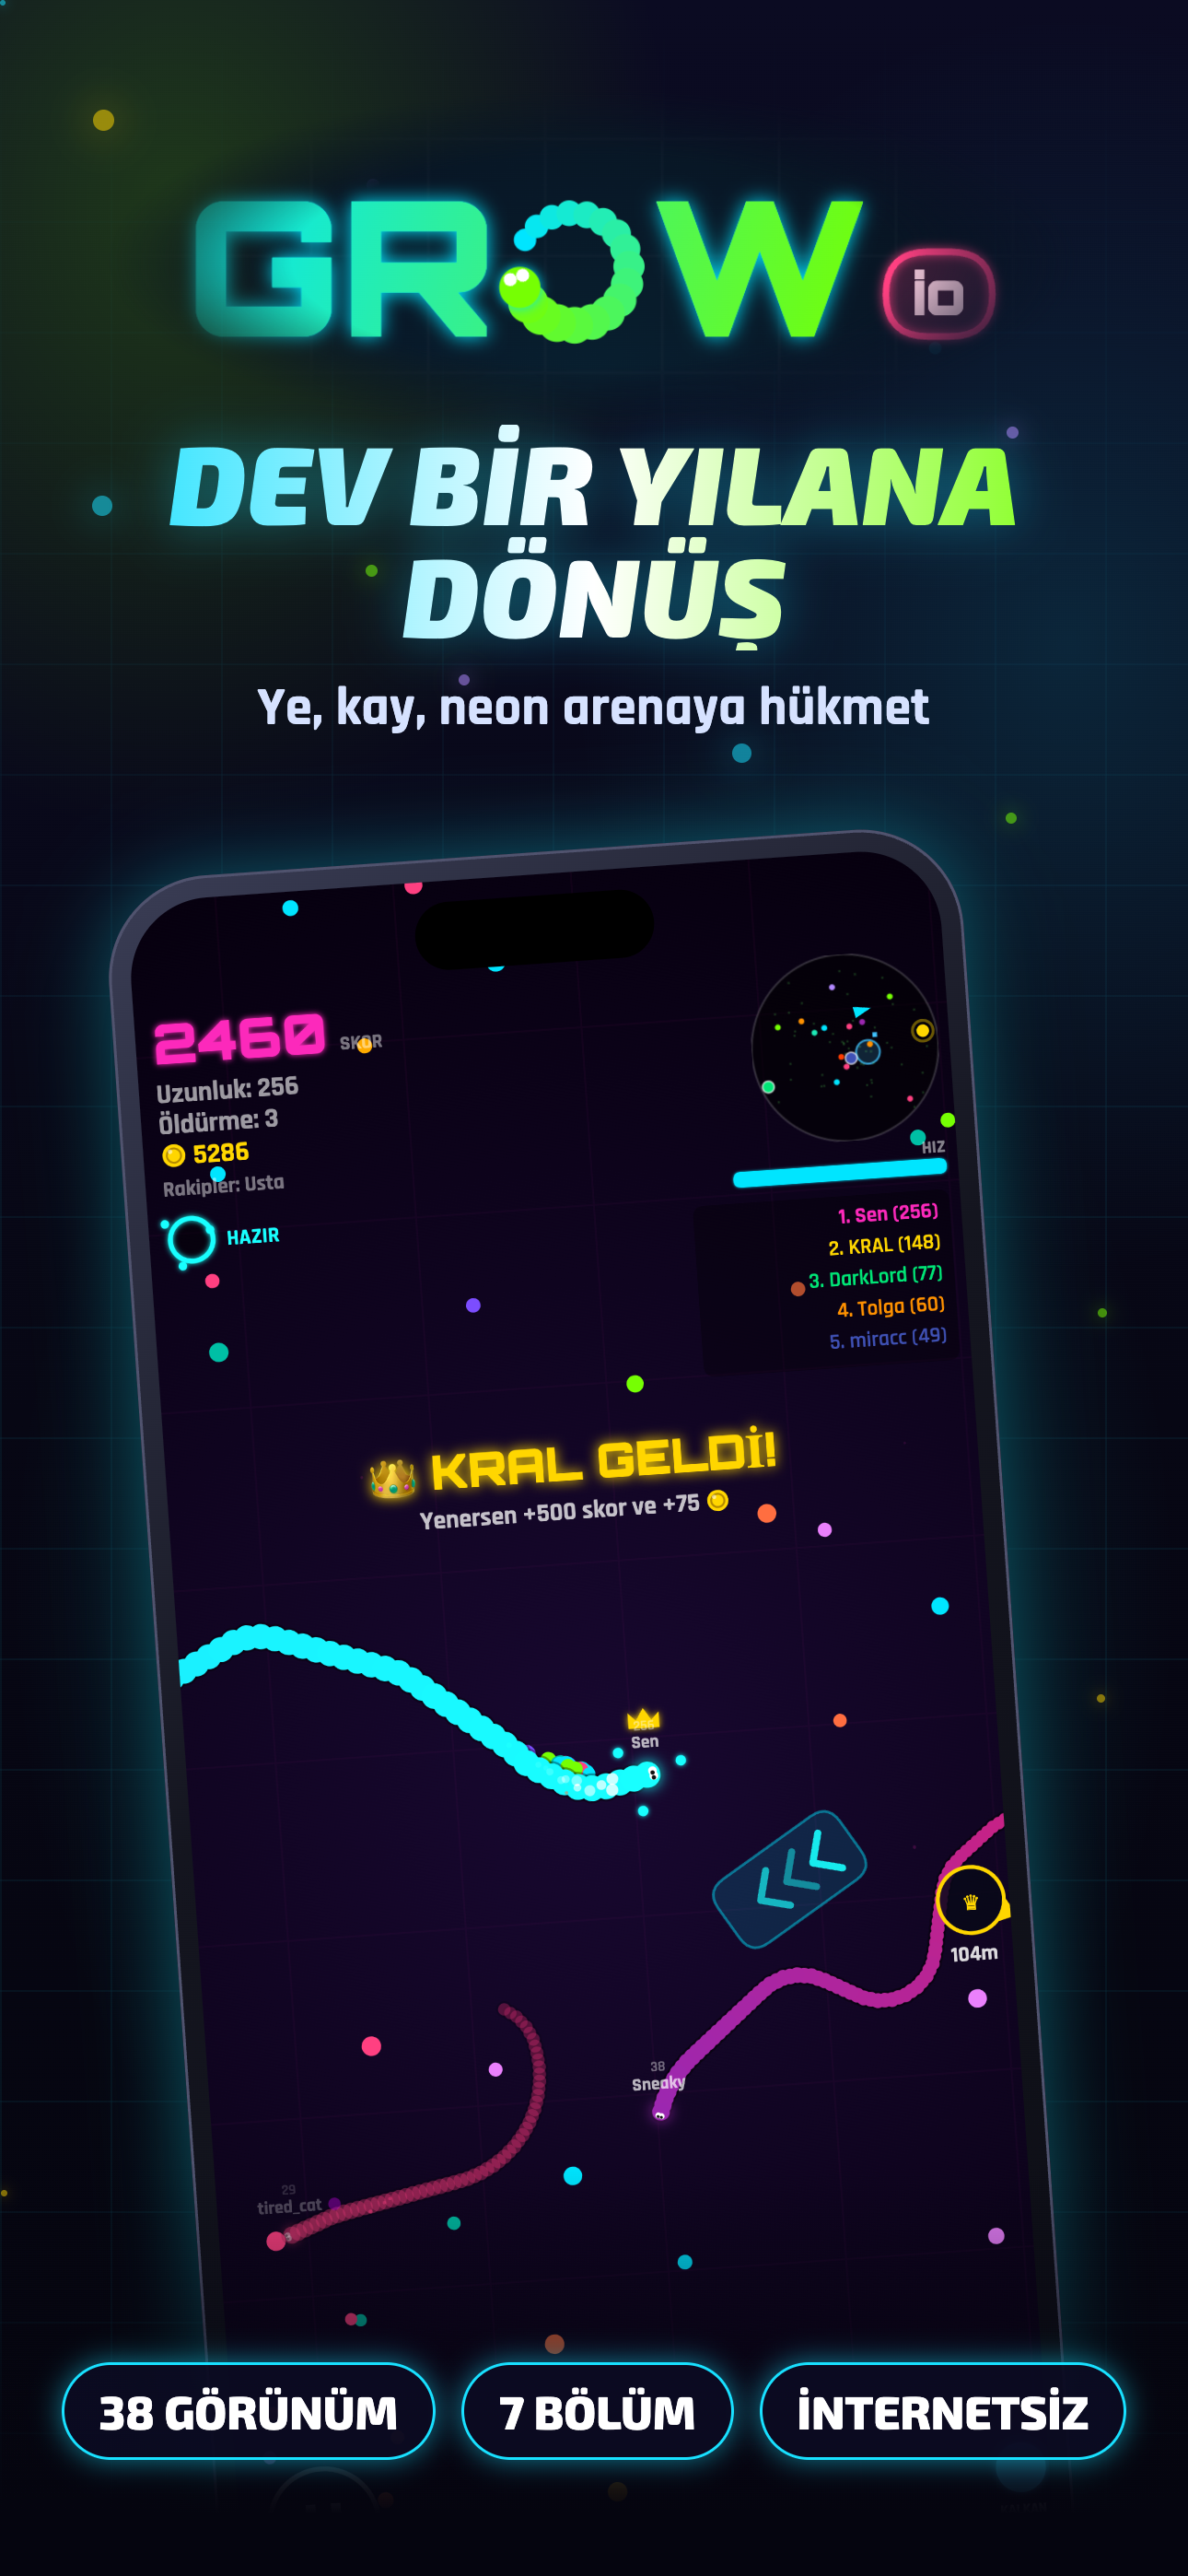 GROW io
DEV BİR YILANA
DÖNÜŞ
Ye, kay, neon arenaya hükmet
2460 SKOR
Uzunluk: 256
Öldürme: 3
5286
Rakipler: Usta
HAZIR
HIZ
1. Sen (256)
2. KRAL (148)
3. DarkLord (77)
4. Tolga (60)
5. miracc (49)
KRAL GELDİ!
Yenersen +500 skor ve +75
256
Sen
104m
38
Sneaky
29
tired_cat
38 GÖRÜNÜM
7 BÖLÜM
İNTERNETSİZ